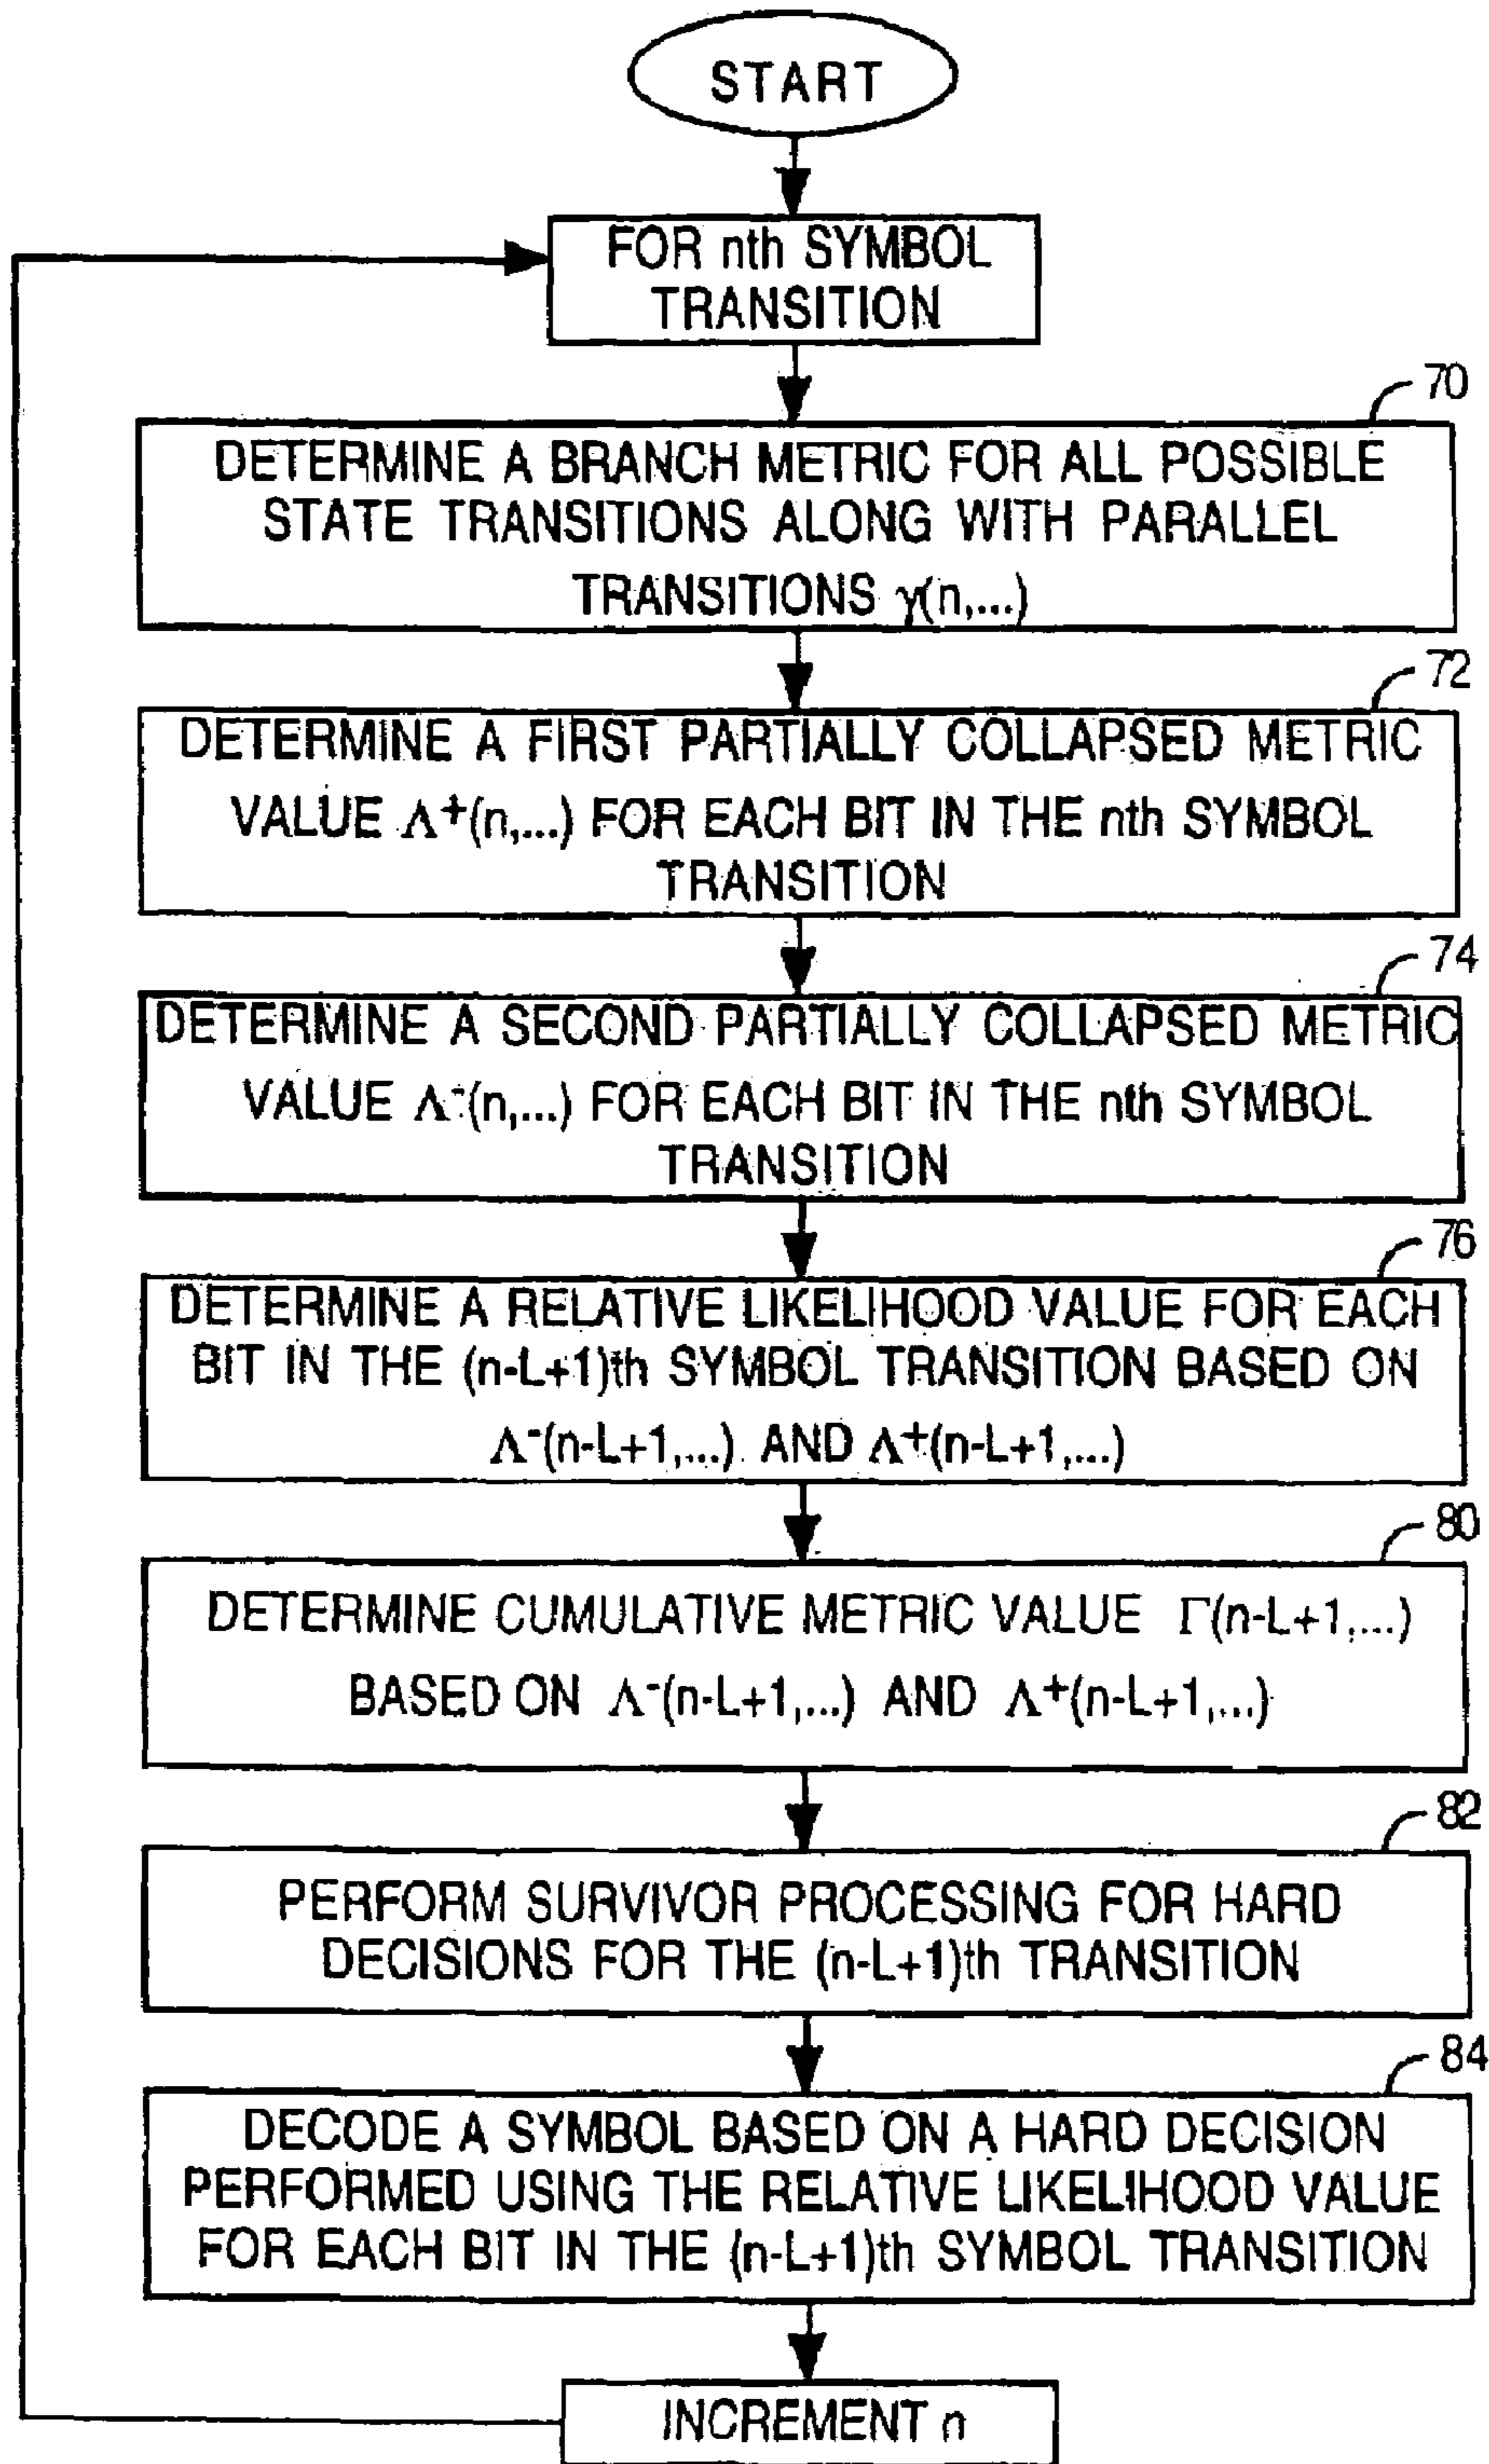 START
FOR nth SYMBOL
TRANSITION
70
DETERMINE A BRANCH METRIC FOR ALL POSSIBLE
STATE TRANSITIONS ALONG WITH PARALLEL
TRANSITIONS γ(n,...)
72
DETERMINE A FIRST PARTIALLY COLLAPSED METRIC
VALUE Λ⁺(n,...) FOR EACH BIT IN THE nth SYMBOL
TRANSITION
74
DETERMINE A SECOND PARTIALLY COLLAPSED METRIC
VALUE Λ⁻(n,...) FOR EACH BIT IN THE nth SYMBOL
TRANSITION
76
DETERMINE A RELATIVE LIKELIHOOD VALUE FOR EACH
BIT IN THE (n-L+1)th SYMBOL TRANSITION BASED ON
Λ⁻(n-L+1,...) AND Λ⁺(n-L+1,...)
80
DETERMINE CUMULATIVE METRIC VALUE Γ(n-L+1,...)
BASED ON Λ⁻(n-L+1,...) AND Λ⁺(n-L+1,...)
82
PERFORM SURVIVOR PROCESSING FOR HARD
DECISIONS FOR THE (n-L+1)th TRANSITION
84
DECODE A SYMBOL BASED ON A HARD DECISION
PERFORMED USING THE RELATIVE LIKELIHOOD VALUE
FOR EACH BIT IN THE (n-L+1)th SYMBOL TRANSITION
INCREMENT n